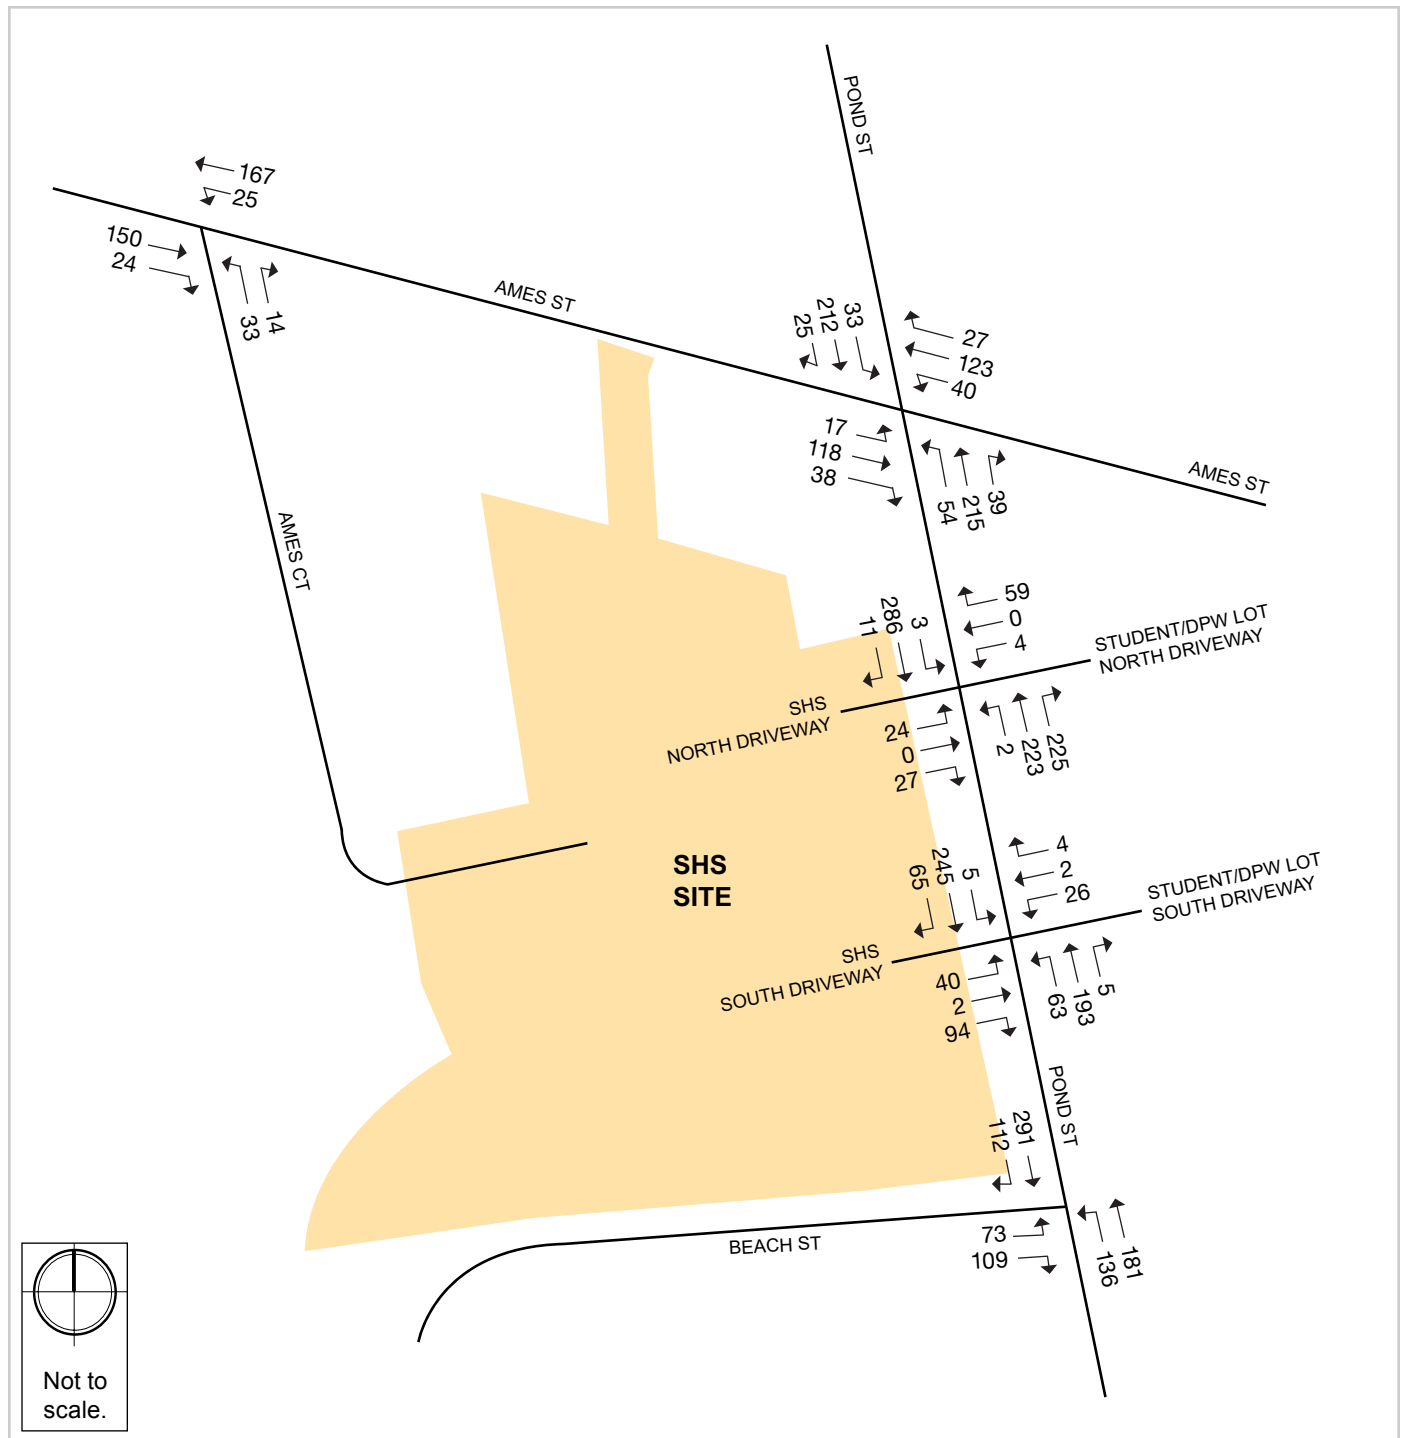 POND ST
167
25
150
24
33
14
AMES ST
25
212
33
27
123
40
17
118
38
54
215
39
AMES ST
AMES CT
11
286
3
59
0
4
STUDENT/DPW LOT
NORTH DRIVEWAY
SHS
NORTH DRIVEWAY
24
0
27
2
223
225
SHS
SITE
65
245
5
4
2
26
STUDENT/DPW LOT
SOUTH DRIVEWAY
SHS
SOUTH DRIVEWAY
40
2
94
63
193
5
POND ST
112
291
BEACH ST
73
109
136
181
Not to
scale.